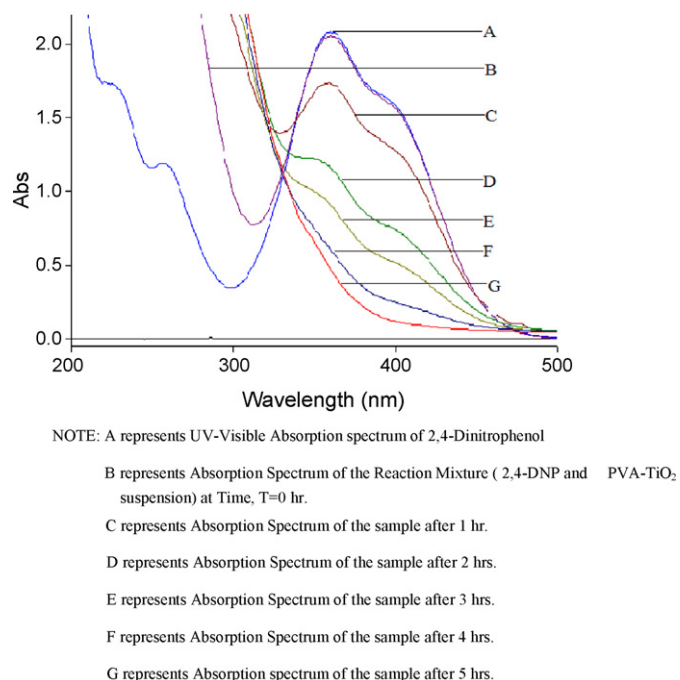 2.0
1.5
1.0
0.5
0.0
Abs
A
B
C
D
E
F
G
200
300
400
500
Wavelength (nm)
NOTE: A represents UV-Visible Absorption spectrum of 2,4-Dinitrophenol
B represents Absorption Spectrum of the Reaction Mixture ( 2,4-DNP and PVA-TiO₂
suspension) at Time, T=0 hr.
C represents Absorption Spectrum of the sample after 1 hr.
D represents Absorption Spectrum of the sample after 2 hrs.
E represents Absorption Spectrum of the sample after 3 hrs.
F represents Absorption Spectrum of the sample after 4 hrs.
G represents Absorption spectrum of the sample after 5 hrs.